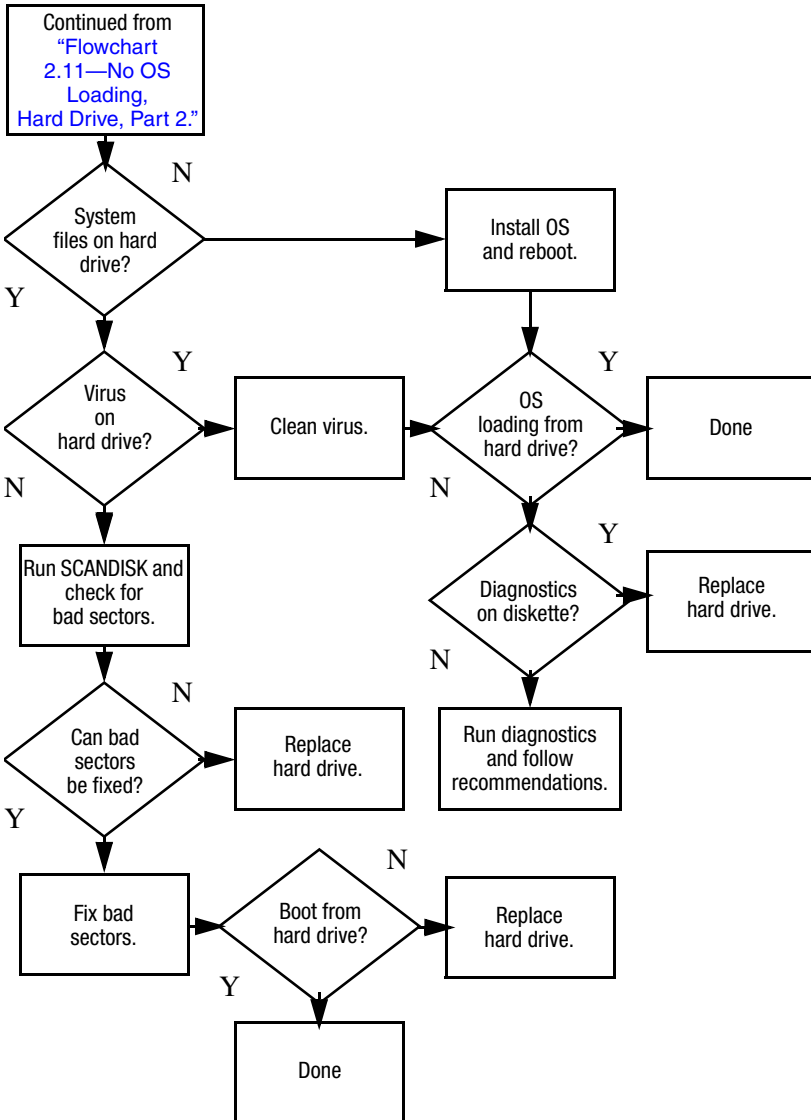 Continued from
“Flowchart
2.11—No OS
Loading,
Hard Drive, Part 2.”
N
System
files on hard
drive?
Install OS
and reboot.
Y
Y
Virus
on
hard drive?
Clean virus.
Y
OS
loading from
hard drive?
Done
N
N
Run SCANDISK and
check for
bad sectors.
Y
Diagnostics
on diskette?
Replace
hard drive.
N
N
Can bad
sectors
be fixed?
Replace
hard drive.
Run diagnostics
and follow
recommendations.
Y
Fix bad
sectors.
N
Boot from
hard drive?
Replace
hard drive.
Y
Done